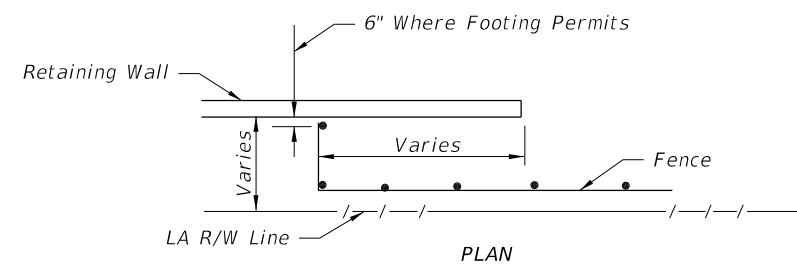 6" Where Footing Permits
Retaining Wall
Varies
Varies
Fence
LA R/W Line
PLAN